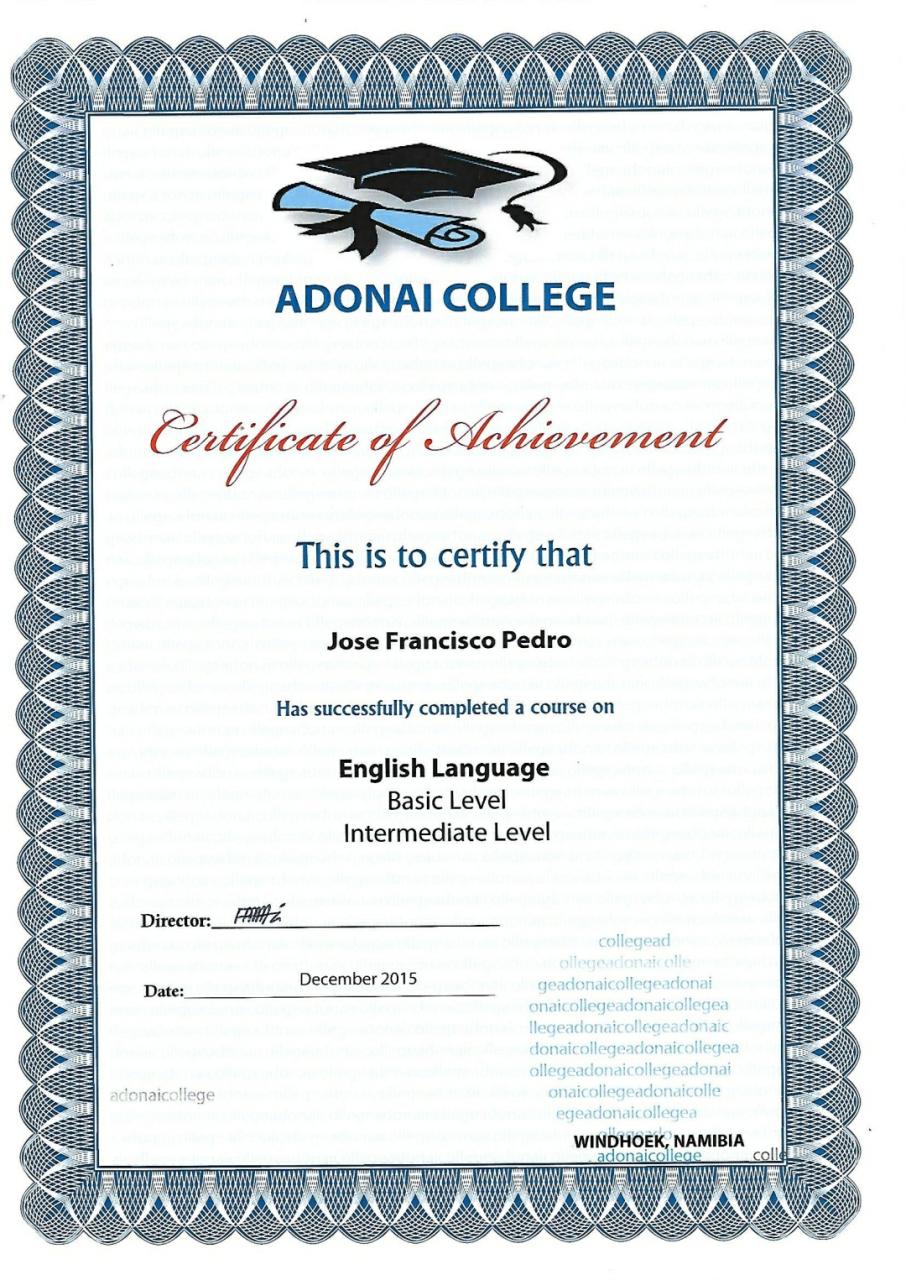 ADONAI COLLEGE
Certificate of Achievement
This is to certify that
Jose Francisco Pedro
Has successfully completed a course on
English Language
Basic Level
Intermediate Level
Director:
Date: December 2015
collegead
ollegeadonaicolle
geadonaicollegeadonai
onaicollegeadonaicollegea
llegeadonaicollegeadonaic
donaicollegeadonaicollegea
ollegeadonaicollegeadonai
onaicollegeadonaicolle
egeadonaicollegea
adonaicollege
WINDHOEK, NAMIBIA
adonaicollege colle